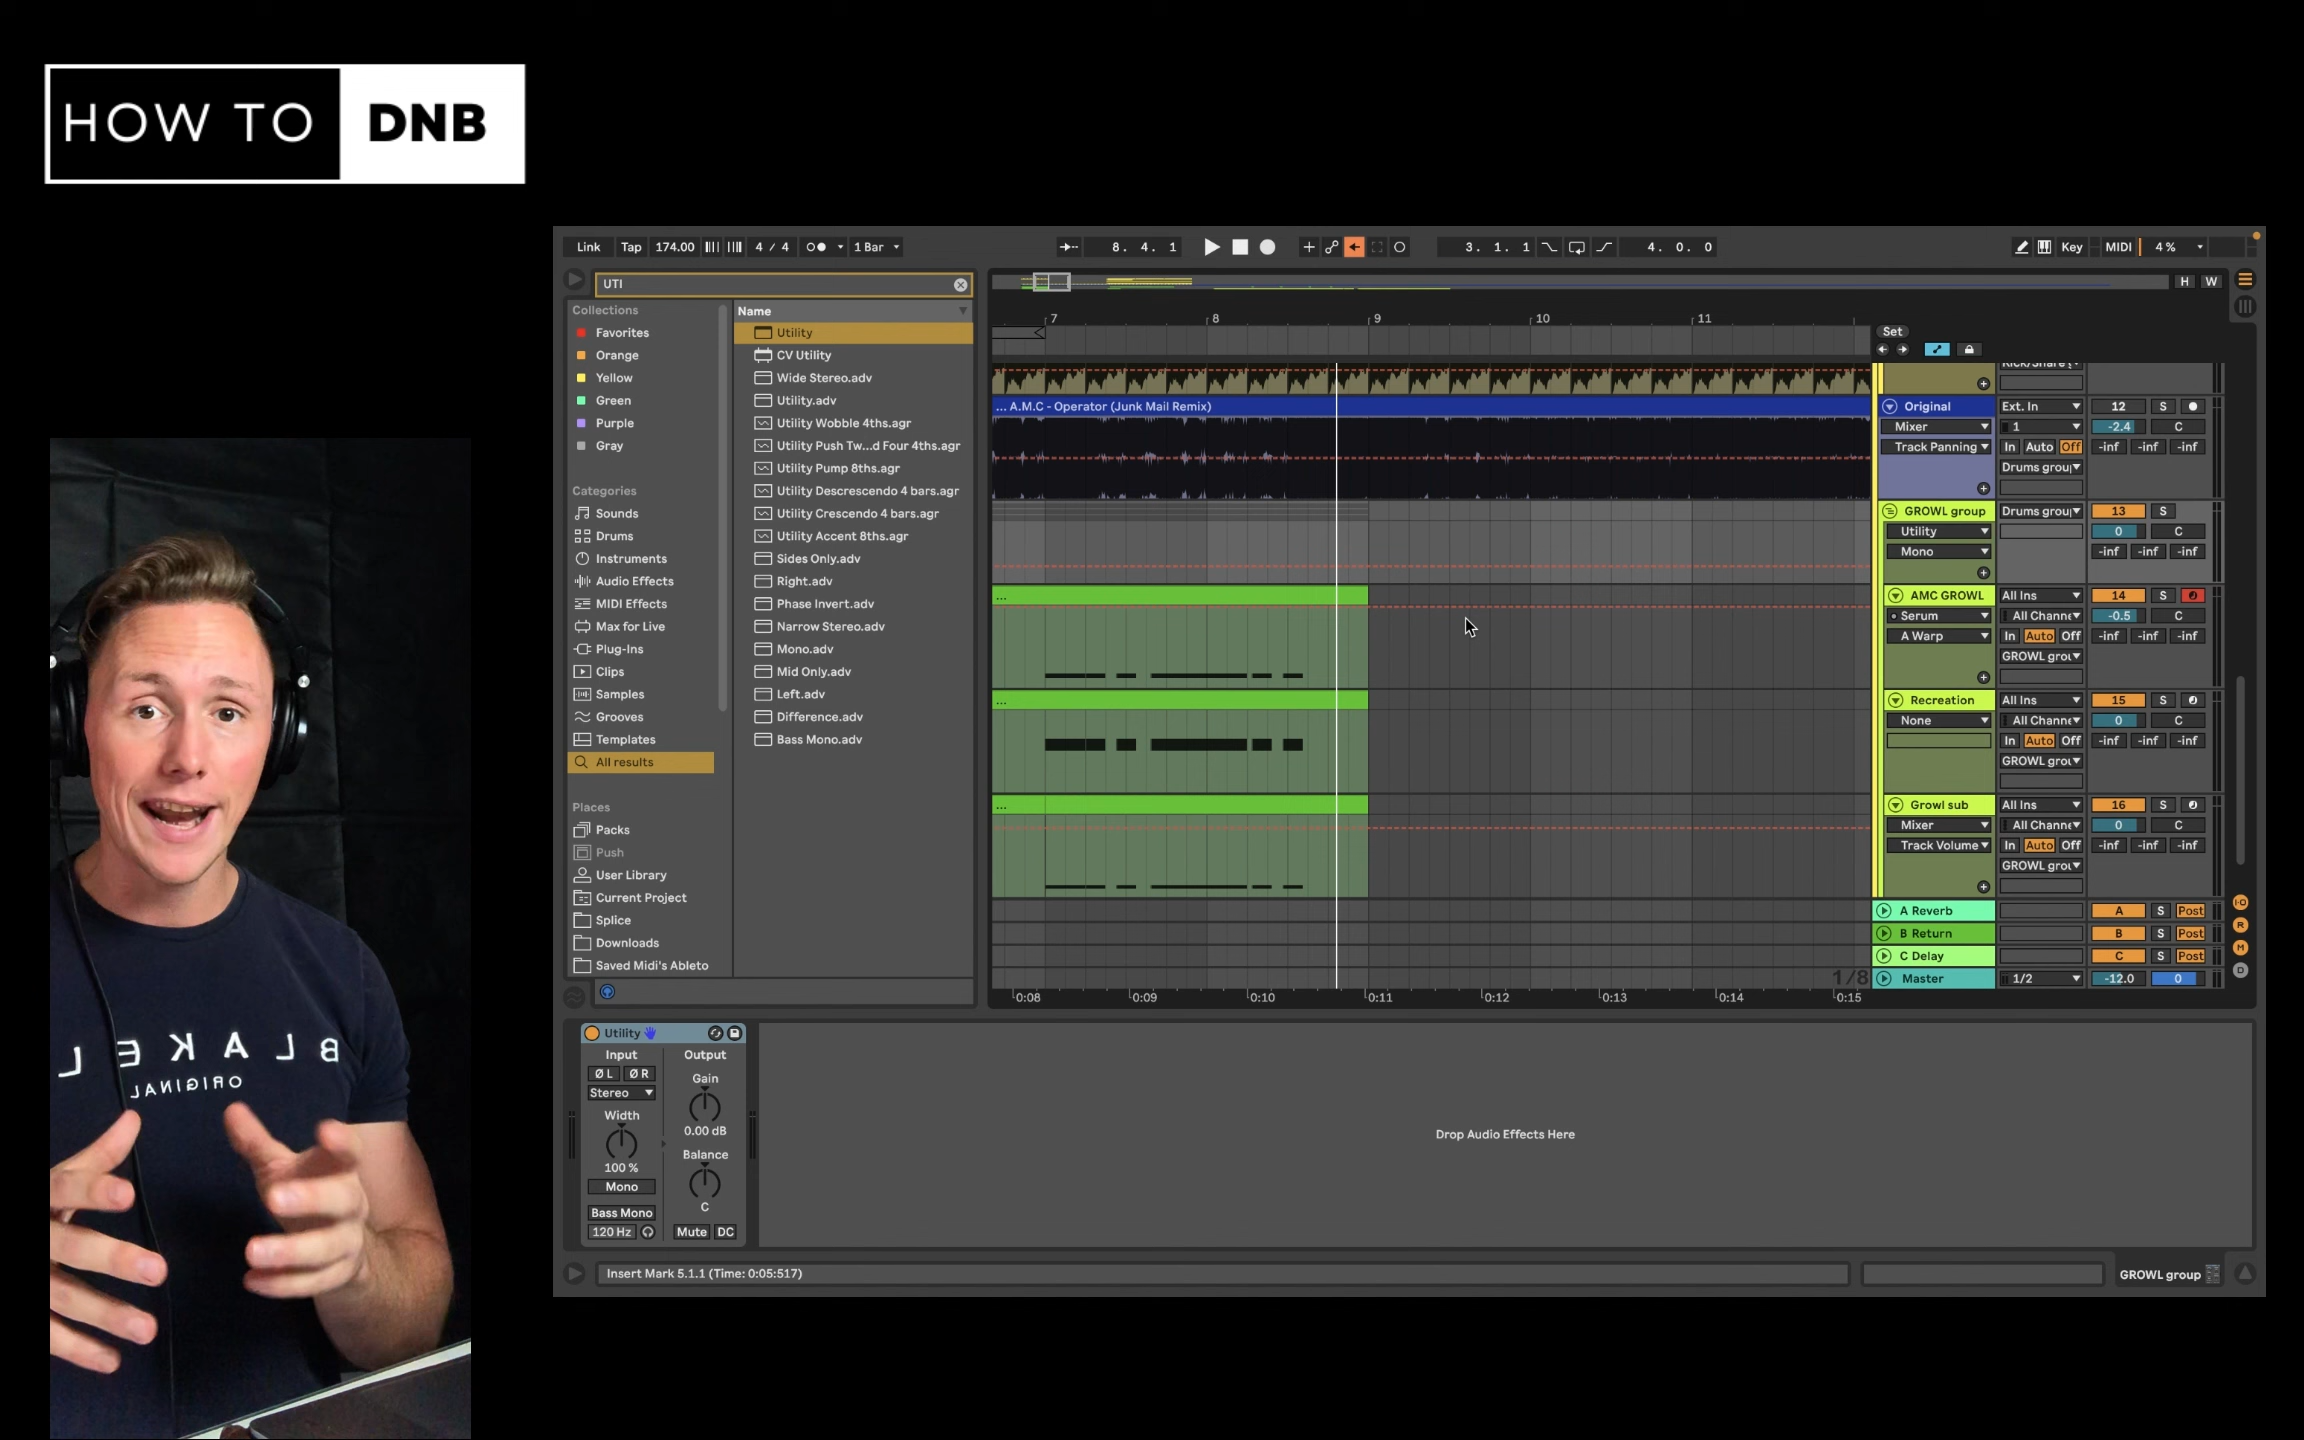 HOW TO DNB
Link Tap 174.00 4 / 4 1 Bar 8. 4. 1 3. 1. 1 4. 0. 0 Key MIDI 4 %
UTI
H W
Collections
Favorites
Orange
Yellow
Green
Purple
Gray
Categories
Sounds
Drums
Instruments
Audio Effects
MIDI Effects
Max for Live
Plug-Ins
Clips
Samples
Grooves
Templates
All results
Places
Packs
Push
User Library
Current Project
Splice
Downloads
Saved Midi's Ableto
Name
Utility
CV Utility
Wide Stereo.adv
Utility.adv
Utility Wobble 4ths.agr
Utility Push Tw...d Four 4ths.agr
Utility Pump 8ths.agr
Utility Descrescendo 4 bars.agr
Utility Crescendo 4 bars.agr
Utility Accent 8ths.agr
Sides Only.adv
Right.adv
Phase Invert.adv
Narrow Stereo.adv
Mono.adv
Mid Only.adv
Left.adv
Difference.adv
Bass Mono.adv
7 8 9 10 11
Set
... A.M.C - Operator (Junk Mail Remix)
Original Ext. In 12 S
Mixer 1 -2.4 C
Track Panning In Auto Off -inf -inf -inf
Drums grou
GROWL group Drums grou 13 S
Utility 0 C
Mono -inf -inf -inf
... AMC GROWL All Ins 14 S
Serum All Channe -0.5 C
A Warp In Auto Off -inf -inf -inf
GROWL grou
... Recreation All Ins 15 S
None All Channe 0 C
In Auto Off -inf -inf -inf
GROWL grou
... Growl sub All Ins 16 S
Mixer All Channe 0 C
Track Volume In Auto Off -inf -inf -inf
GROWL grou
A Reverb A S Post
B Return B S Post
C Delay C S Post
1/8 Master 1/2 -12.0 0
0:08 0:09 0:10 0:11 0:12 0:13 0:14 0:15
I·O
R
M
D
Utility
Input Output
Ø L Ø R Gain
Stereo
Width 0.00 dB
100 % Balance
Mono
Bass Mono C
120 Hz Mute DC
Drop Audio Effects Here
Insert Mark 5.1.1 (Time: 0:05:517) GROWL group
BLAKEL
ORIGINAL